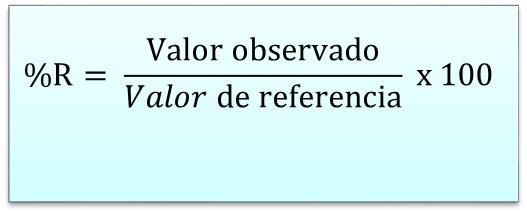 %R = Valor observado / Valor de referencia x 100